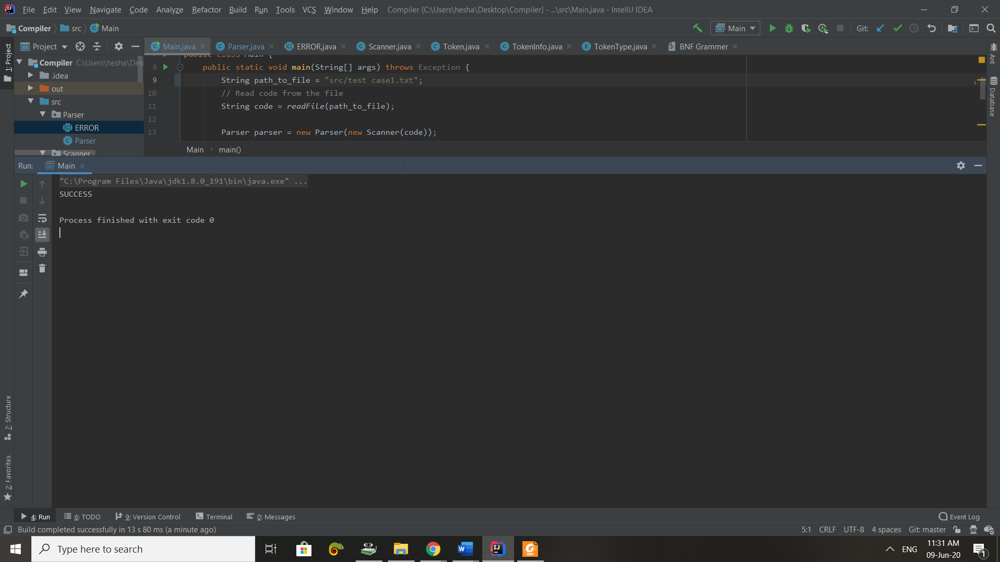 File Edit View Navigate Code Analyze Refactor Build Run Tools VCS Window Help Compiler [C:\Users\hesha\Desktop\Compiler] - ...\src\Main.java - IntelliJ IDEA
Compiler src Main
Main Git:
1: Project
Project
Main.java Parser.java ERROR.java Scanner.java Token.java TokenInfo.java TokenType.java BNF Grammer
Ant
Database
Compiler C:\Users\hesha\Des
.idea
out
src
Parser
ERROR
Parser
Scanner
public class Main {
8 public static void main(String[] args) throws Exception {
9 String path_to_file = "src/test case1.txt";
10 // Read code from the file
11 String code = readFile(path_to_file);
12
13 Parser parser = new Parser(new Scanner(code));
Main main()
Run: Main
"C:\Program Files\Java\jdk1.8.0_191\bin\java.exe" ...
SUCCESS
Process finished with exit code 0
7: Structure
2: Favorites
4: Run 6: TODO 9: Version Control Terminal 0: Messages Event Log
Build completed successfully in 13 s 80 ms (a minute ago) 5:1 CRLF UTF-8 4 spaces Git: master
Type here to search
W
IJ
PDF
ENG
11:31 AM
09-Jun-20
1